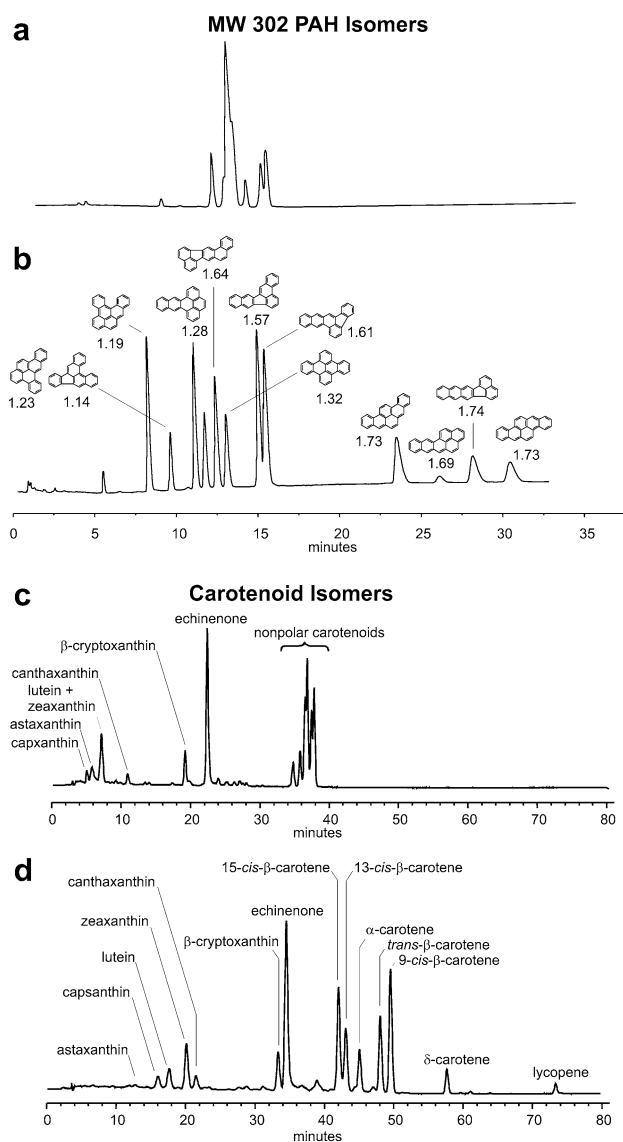 MW 302 PAH Isomers
a
b
1.64
1.19
1.28
1.57
1.61
1.23
1.14
1.32
1.74
1.73
1.69
1.73
0 5 10 15 20 25 30 35
minutes
Carotenoid Isomers
c
echinenone
β-cryptoxanthin
nonpolar carotenoids
canthaxanthin
lutein +
zeaxanthin
astaxanthin
capxanthin
0 10 20 30 40 50 60 70 80
minutes
d
canthaxanthin
15-cis-β-carotene
13-cis-β-carotene
zeaxanthin
echinenone
α-carotene
β-cryptoxanthin
trans-β-carotene
lutein
9-cis-β-carotene
capsanthin
astaxanthin
δ-carotene
lycopene
0 10 20 30 40 50 60 70 80
minutes